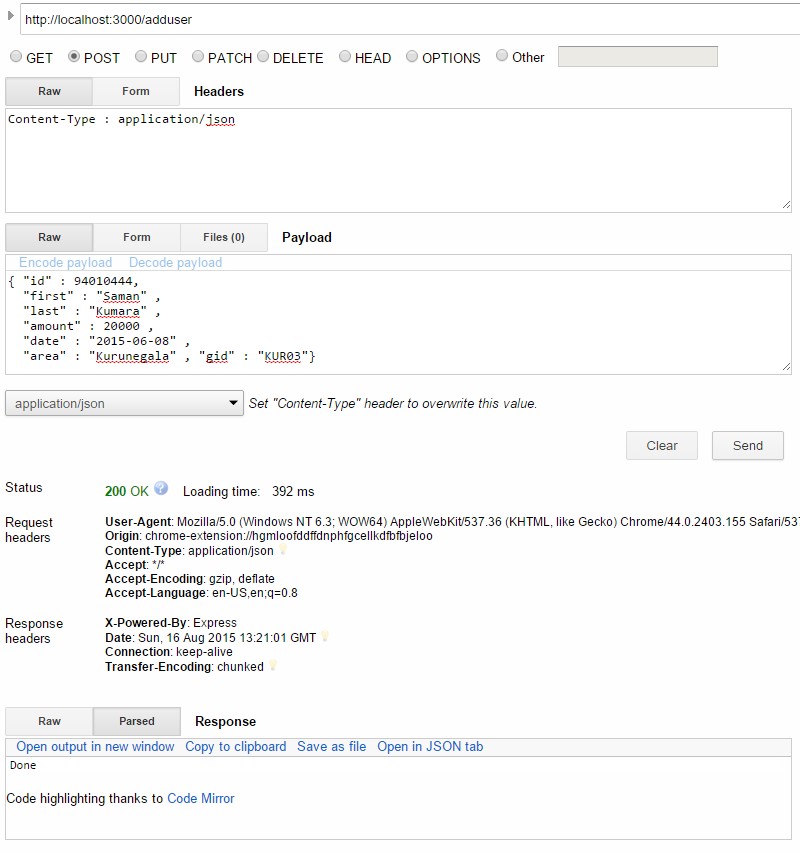 http://localhost:3000/adduser
GET POST PUT PATCH DELETE HEAD OPTIONS Other
Raw Form Headers
Content-Type : application/json
Raw Form Files (0) Payload
Encode payload Decode payload
{ "id" : 94010444,
"first" : "Saman" ,
"last" : "Kumara" ,
"amount" : 20000 ,
"date" : "2015-06-08" ,
"area" : "Kurunegala" , "gid" : "KUR03"}
application/json Set "Content-Type" header to overwrite this value.
Clear Send
Status 200 OK ? Loading time: 392 ms
Request headers
User-Agent: Mozilla/5.0 (Windows NT 6.3; WOW64) AppleWebKit/537.36 (KHTML, like Gecko) Chrome/44.0.2403.155 Safari/537
Origin: chrome-extension://hgmloofddffdnphfgcellkdfbfbjeloo
Content-Type: application/json
Accept: */*
Accept-Encoding: gzip, deflate
Accept-Language: en-US,en;q=0.8
Response headers
X-Powered-By: Express
Date: Sun, 16 Aug 2015 13:21:01 GMT
Connection: keep-alive
Transfer-Encoding: chunked
Raw Parsed Response
Open output in new window Copy to clipboard Save as file Open in JSON tab
Done
Code highlighting thanks to Code Mirror